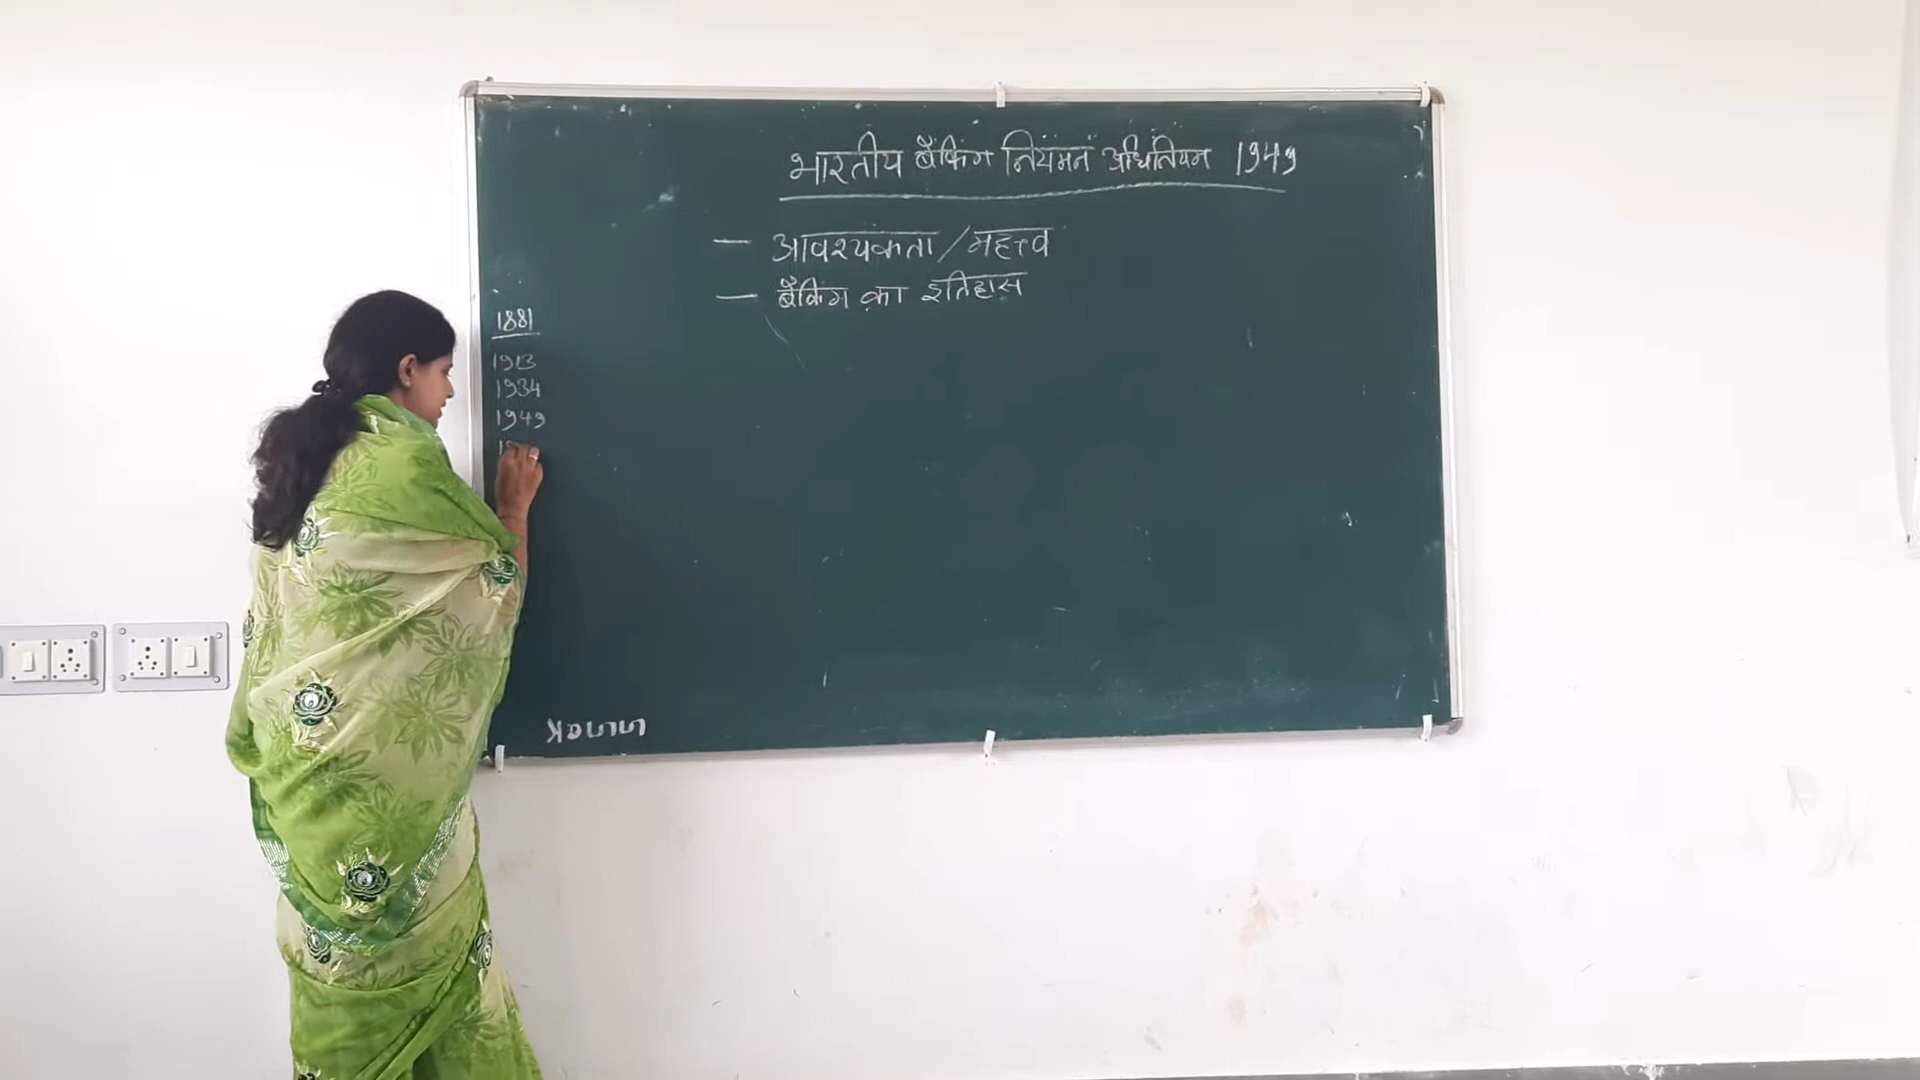 भारतीय बैंकिंग नियमन अधिनियम 1949
— आवश्यकता / महत्त्व
— बैंकिंग का इतिहास
1881
1913
1934
1949